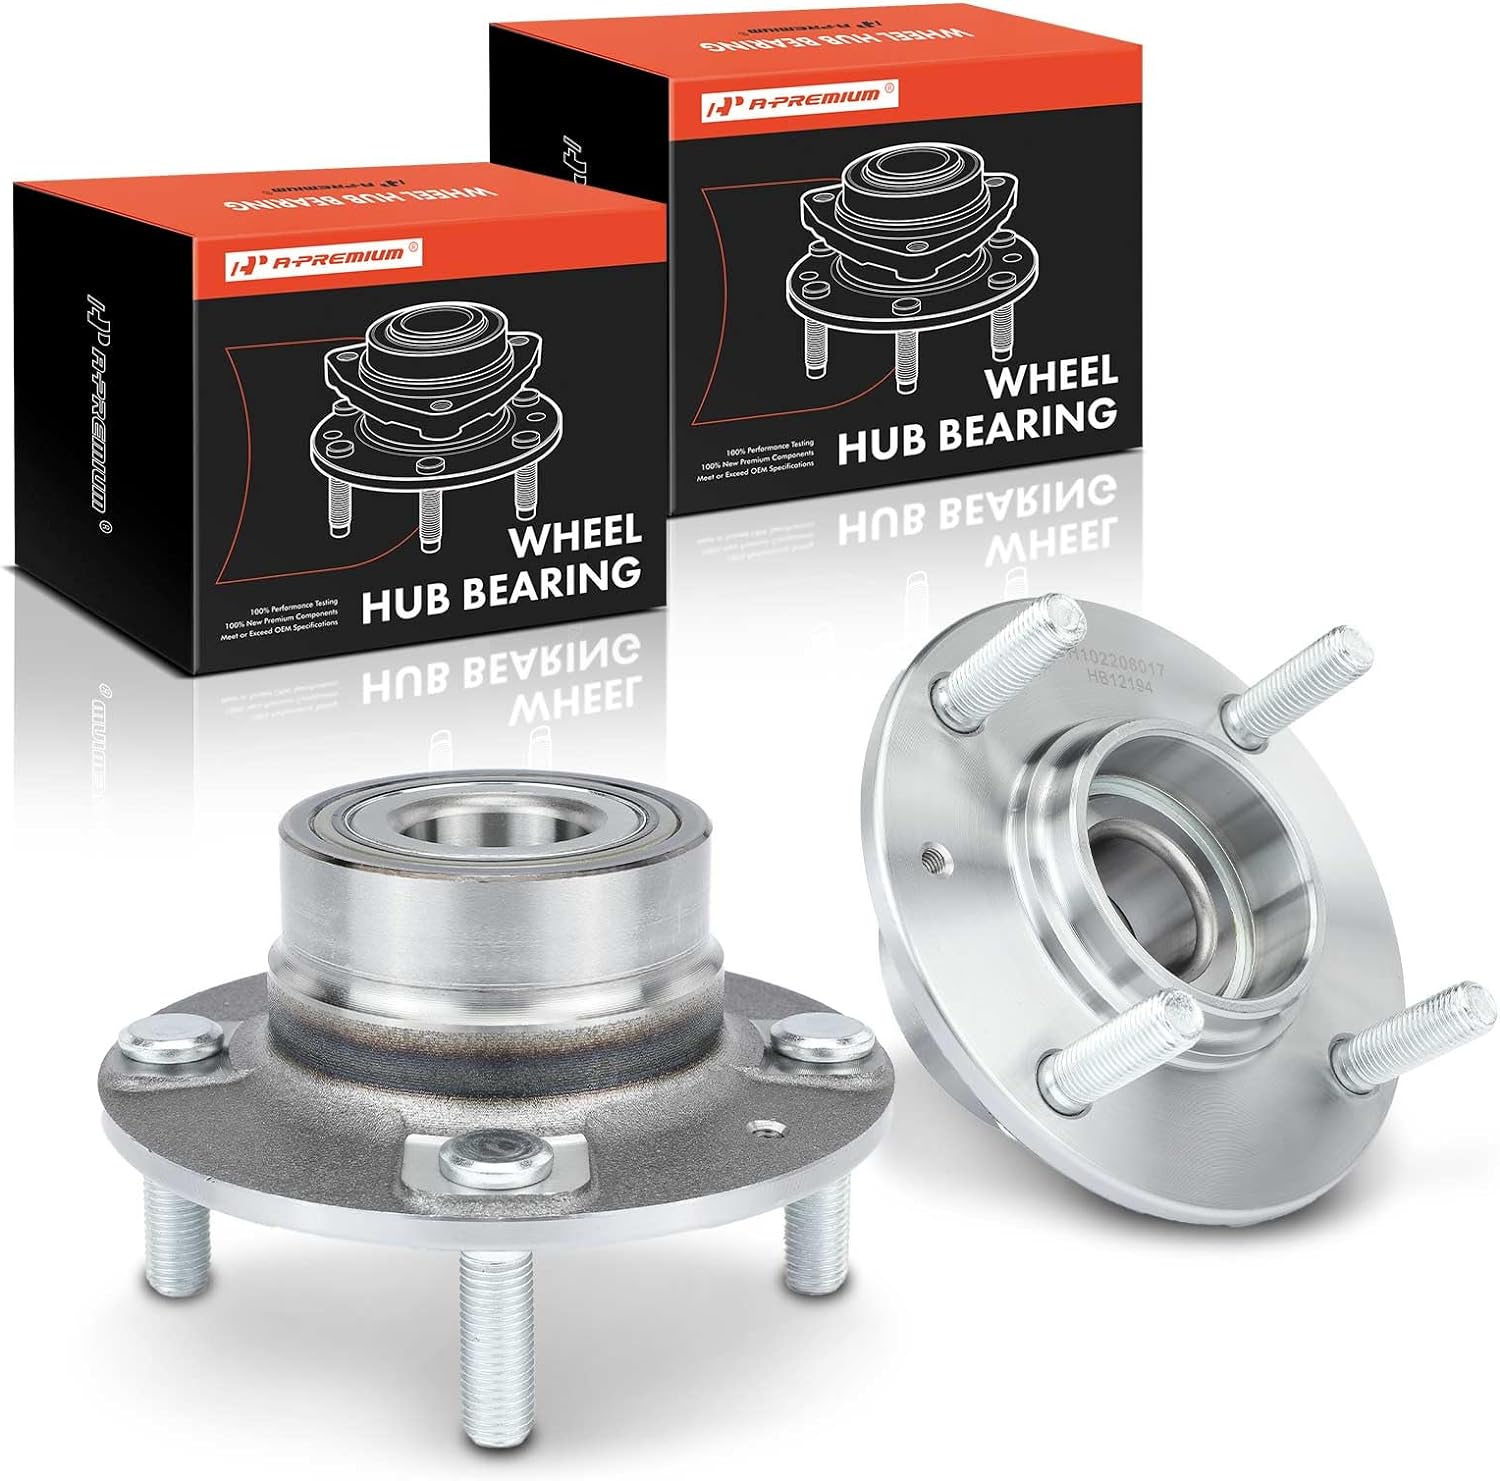 WHEEL HUB BEARING
A-PREMIUM®
A-PREMIUM®
A-PREMIUM®
100% Performance Testing
100% New Premium Components
Meet or Exceed OEM Specifications
WHEEL
HUB BEARING
WHEEL HUB BEARING
A-PREMIUM®
A-PREMIUM®
100% Performance Testing
100% New Premium Components
Meet or Exceed OEM Specifications
WHEEL
HUB BEARING
H102206017
HB12194